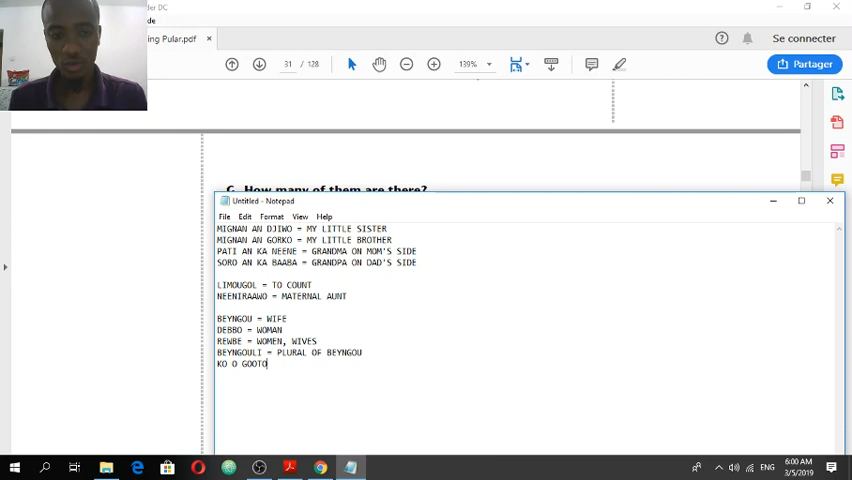 der DC
de
ing Pular.pdf ×
Se connecter
31 / 128
139%
Partager
G. How many of them are there?
Untitled - Notepad
File Edit Format View Help
MIGNAN AN DJIWO = MY LITTLE SISTER
MIGNAN AN GORKO = MY LITTLE BROTHER
PATI AN KA NEENE = GRANDMA ON MOM'S SIDE
SORO AN KA BAABA = GRANDPA ON DAD'S SIDE
LIMOUGOL = TO COUNT
NEENIRAAWO = MATERNAL AUNT
BEYNGOU = WIFE
DEBBO = WOMAN
REWBE = WOMEN, WIVES
BEYNGOULI = PLURAL OF BEYNGOU
KO O GOOTO
ENG
6:00 AM
3/5/2019